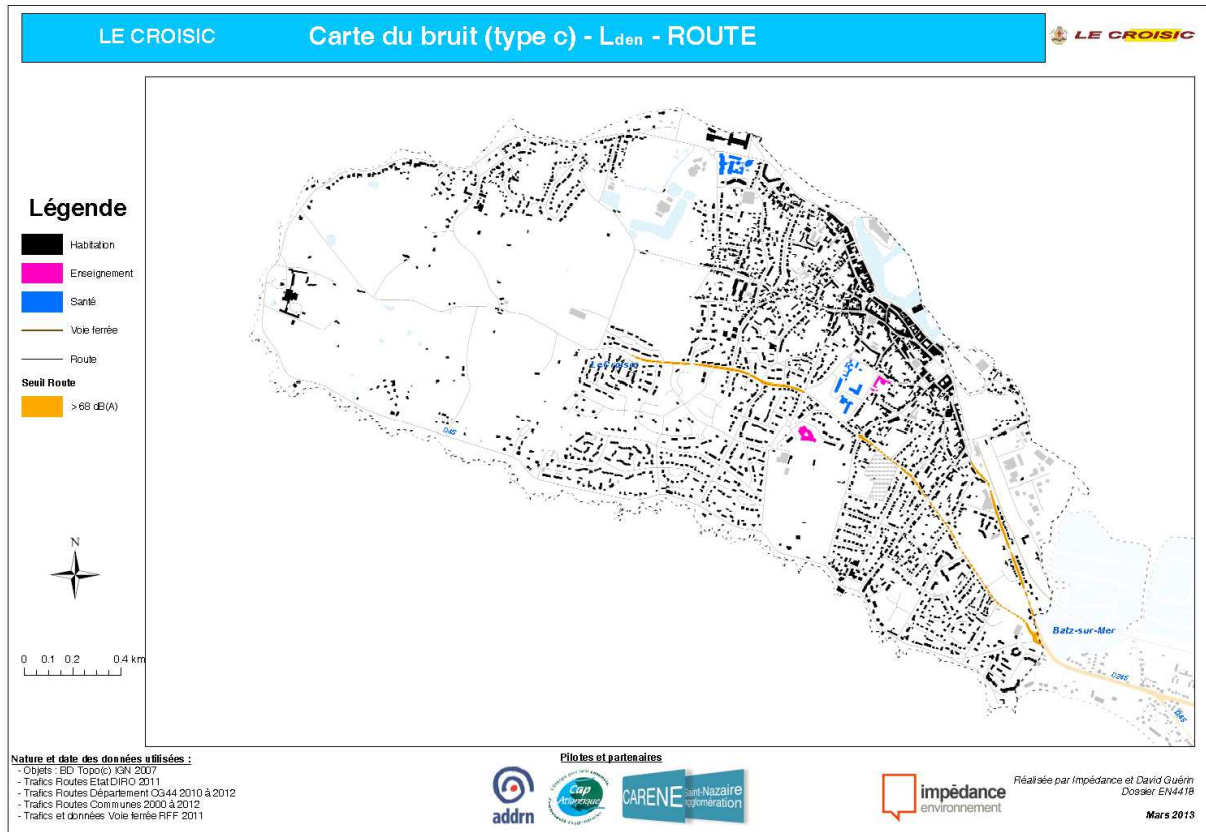 LE CROISIC
Carte du bruit (type c) - Lden - ROUTE
LE CROISIC
Légende
Habitation
Enseignement
Santé
Voie ferrée
Route
Seuil Route
>68 dB(A)
N
0 0.1 0.2 0.4 km
Le Croisic
D45
Batz-sur-Mer
D245
D45
Nature et date des données utilisées :
- Objets : BD Topo(c) IGN 2007
- Trafics Routes Etat DIRO 2011
- Trafics Routes Département CG44 2010 à 2012
- Trafics Routes Communes 2000 à 2012
- Trafics et données Voie ferrée RFF 2011
Pilotes et partenaires
addrn
Cap Atlantique
CARENE Saint-Nazaire agglomération
impédance
environnement
Réalisée par Impédance et David Guérin
Dossier EN4418
Mars 2013